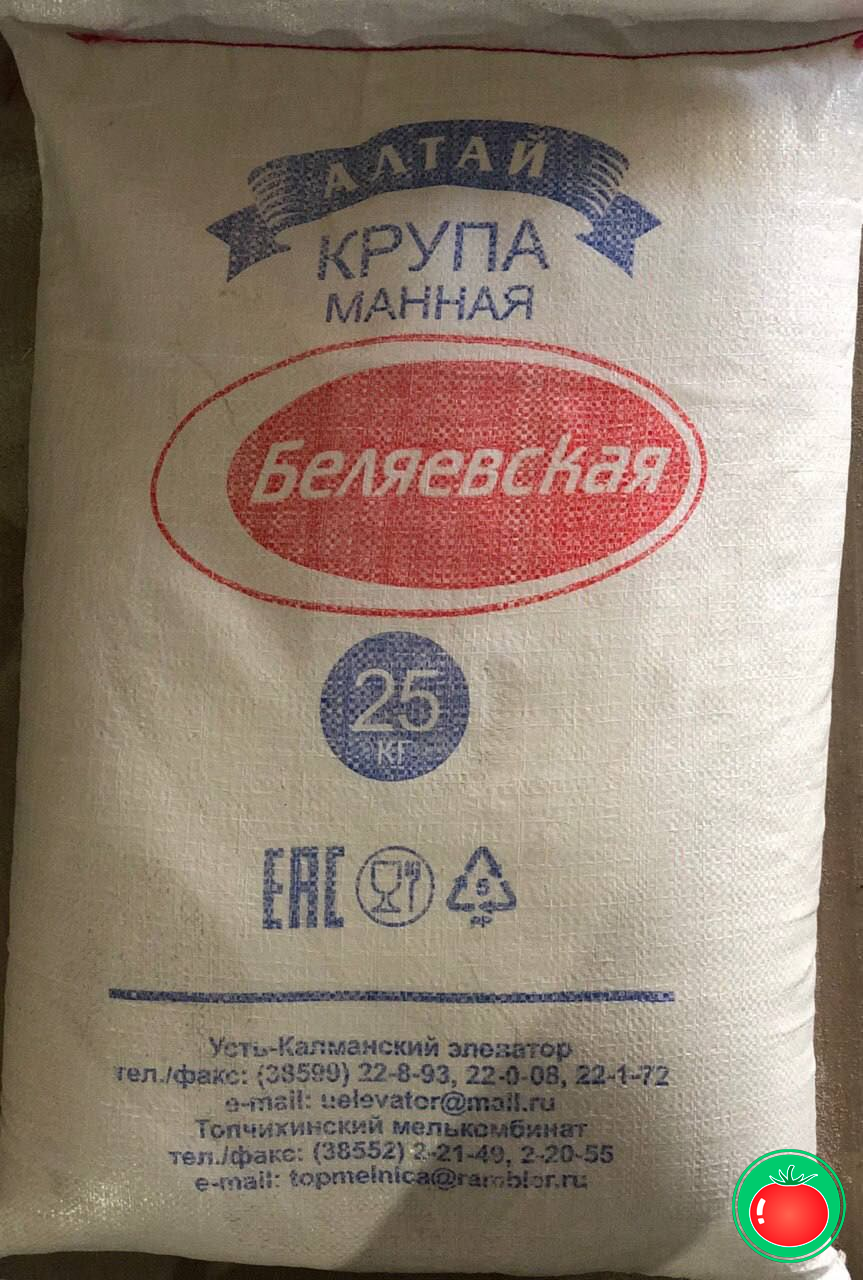 АЛТАЙ
КРУПА
МАННАЯ
Беляевская
25
КГ
EAC
5
PP
Усть-Калманский элеватор
тел./факс: (38599) 22-8-93, 22-0-08, 22-1-72
e-mail: uelevator@mail.ru
Топчихинский мелькомбинат
тел./факс: (38552) 2-21-49, 2-20-55
e-mail: topmelnica@rambler.ru